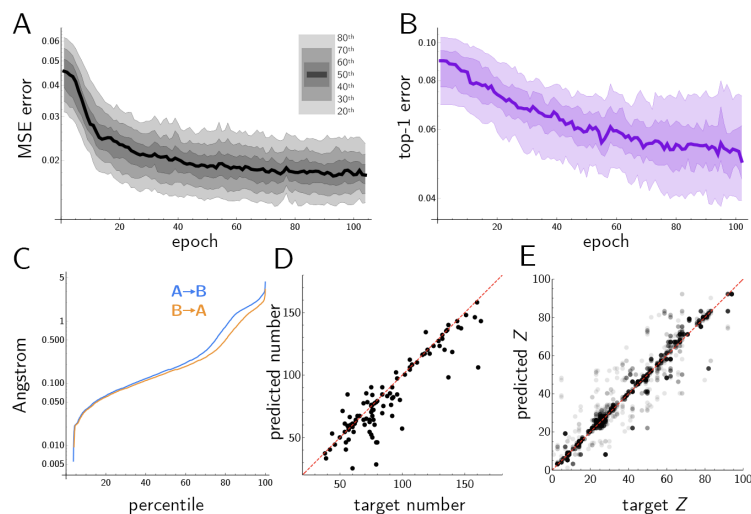 A
0.06
0.05
0.04
0.03
0.02
MSE error
80th
70th
60th
50th
40th
30th
20th
20
40
60
80
100
epoch
B
0.10
0.08
0.06
0.04
top-1 error
20
40
60
80
100
epoch
C
5
1
0.500
0.100
0.050
0.010
0.005
Angstrom
A→B
B→A
20
40
60
80
100
percentile
D
150
100
50
predicted number
50
100
150
target number
E
100
80
60
40
20
0
predicted Z
0
20
40
60
80
100
target Z